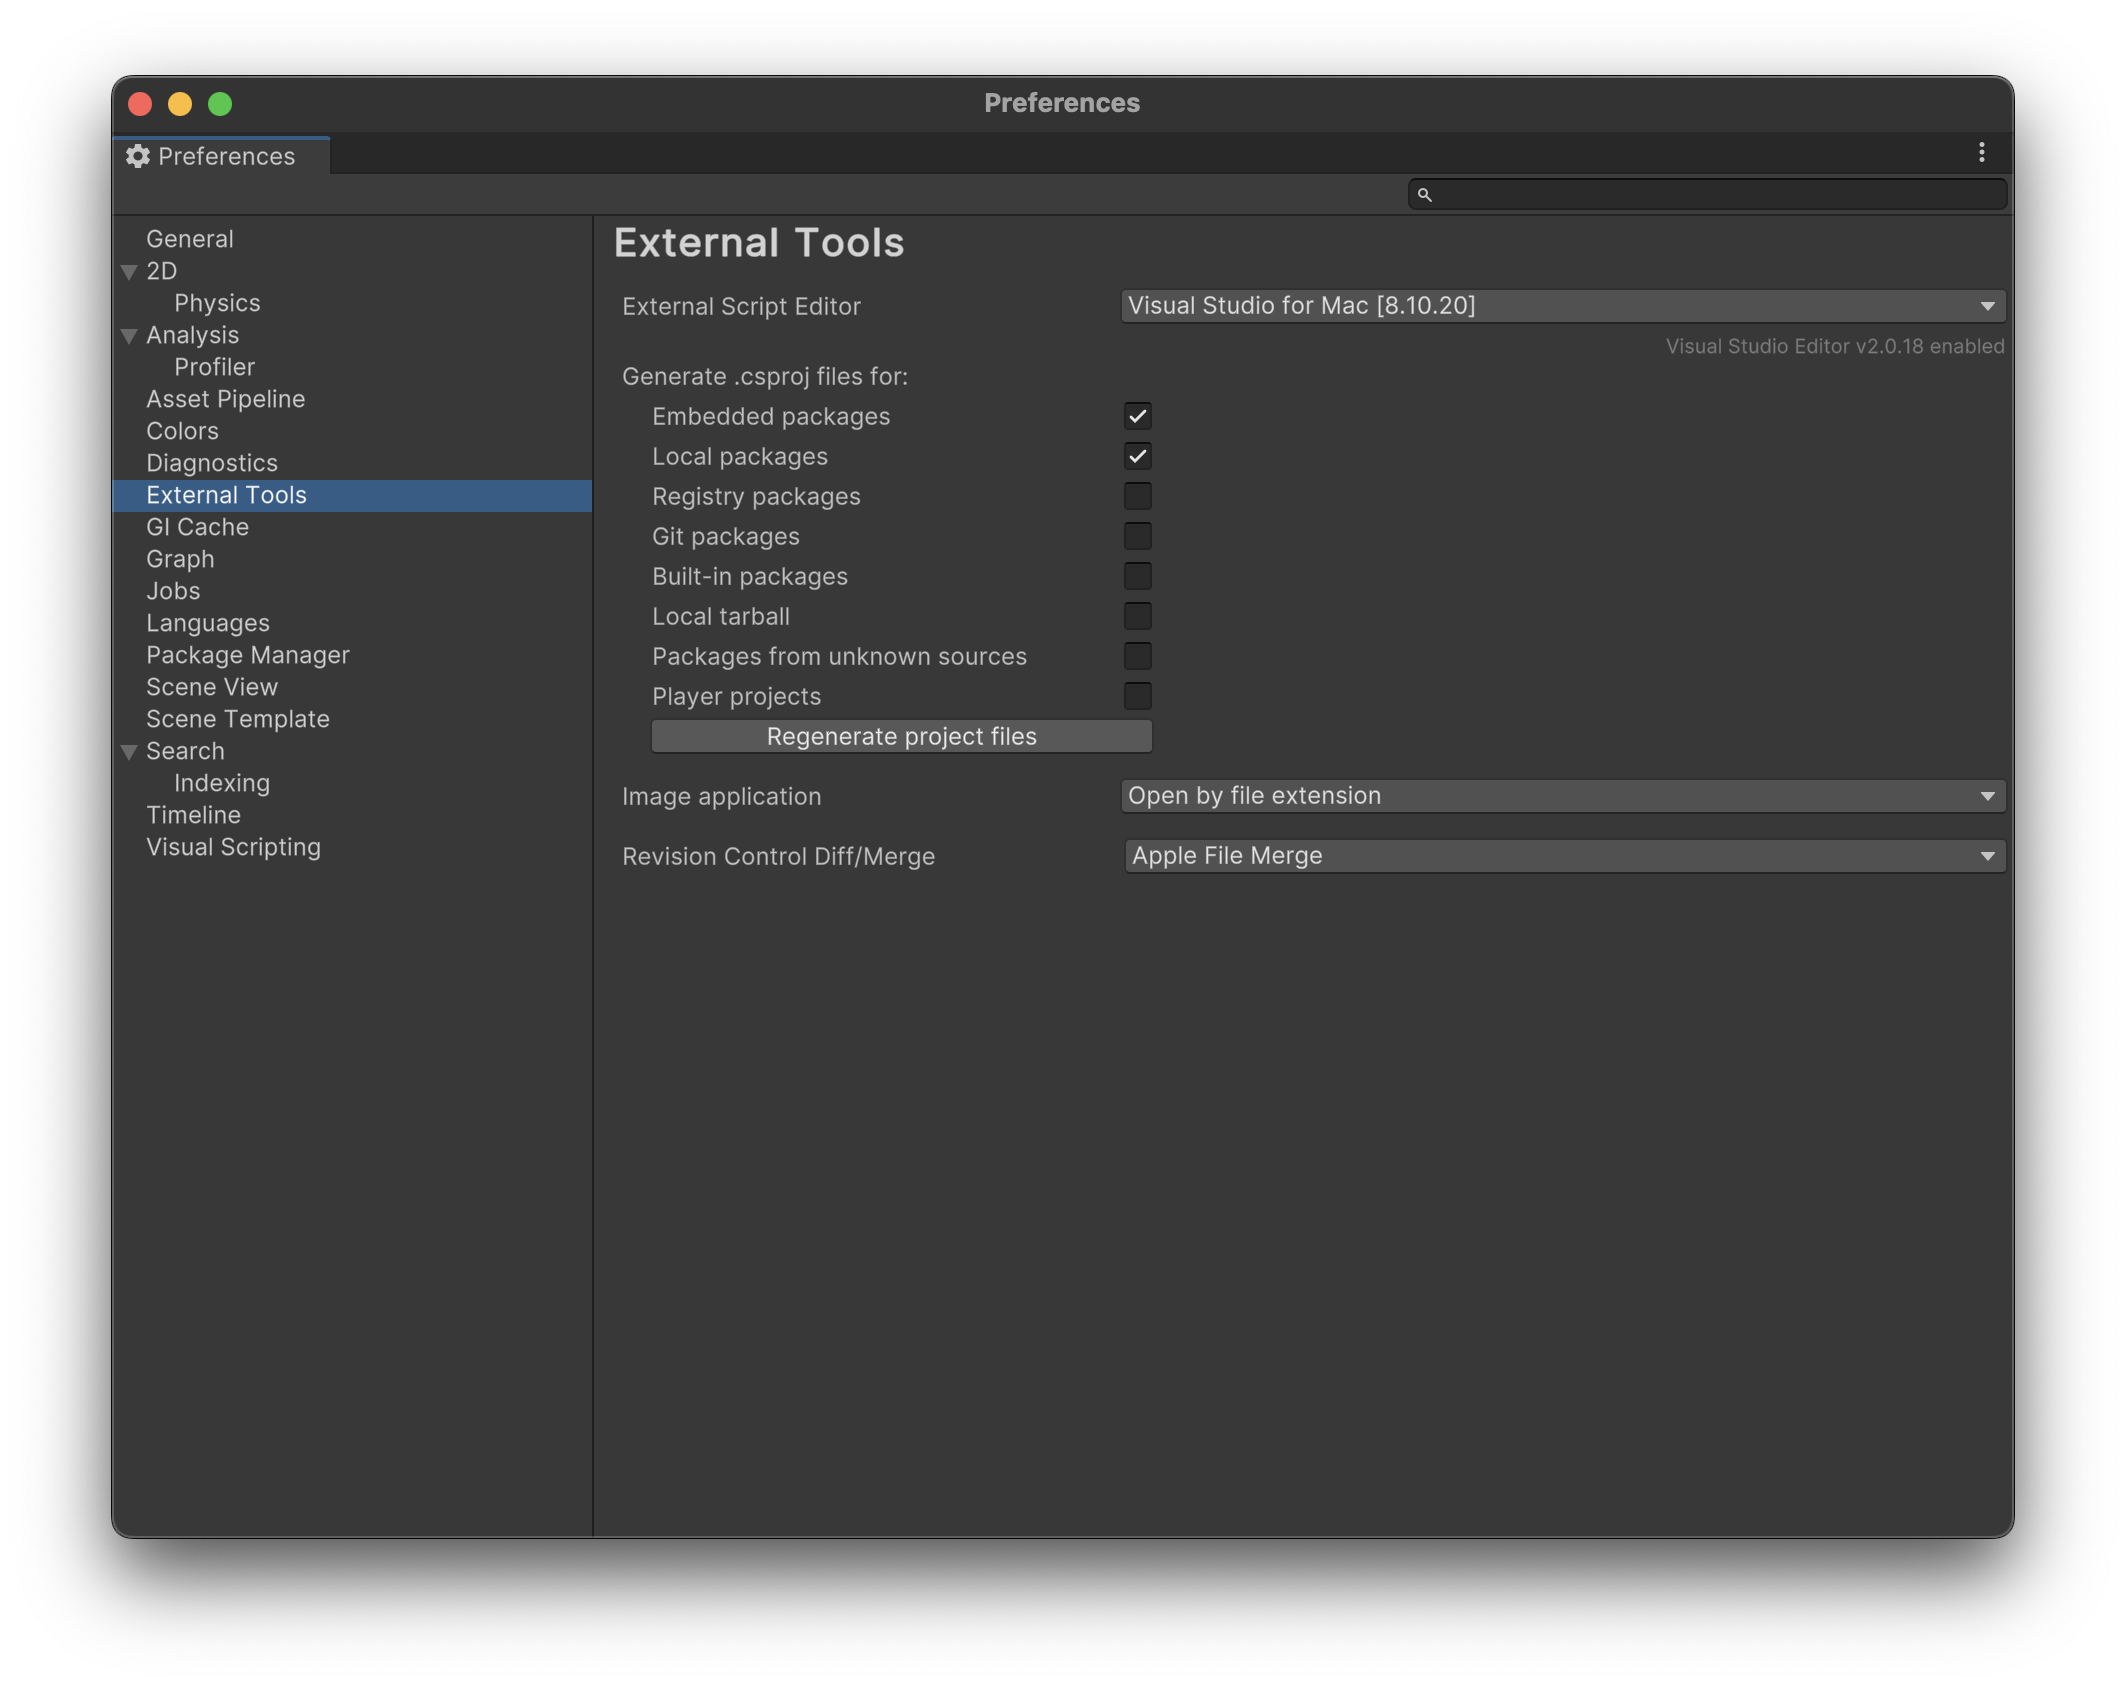 Preferences
Preferences
General
2D
Physics
Analysis
Profiler
Asset Pipeline
Colors
Diagnostics
External Tools
GI Cache
Graph
Jobs
Languages
Package Manager
Scene View
Scene Template
Search
Indexing
Timeline
Visual Scripting
External Tools
External Script Editor Visual Studio for Mac [8.10.20]
Visual Studio Editor v2.0.18 enabled
Generate .csproj files for:
Embedded packages
Local packages
Registry packages
Git packages
Built-in packages
Local tarball
Packages from unknown sources
Player projects
Regenerate project files
Image application Open by file extension
Revision Control Diff/Merge Apple File Merge